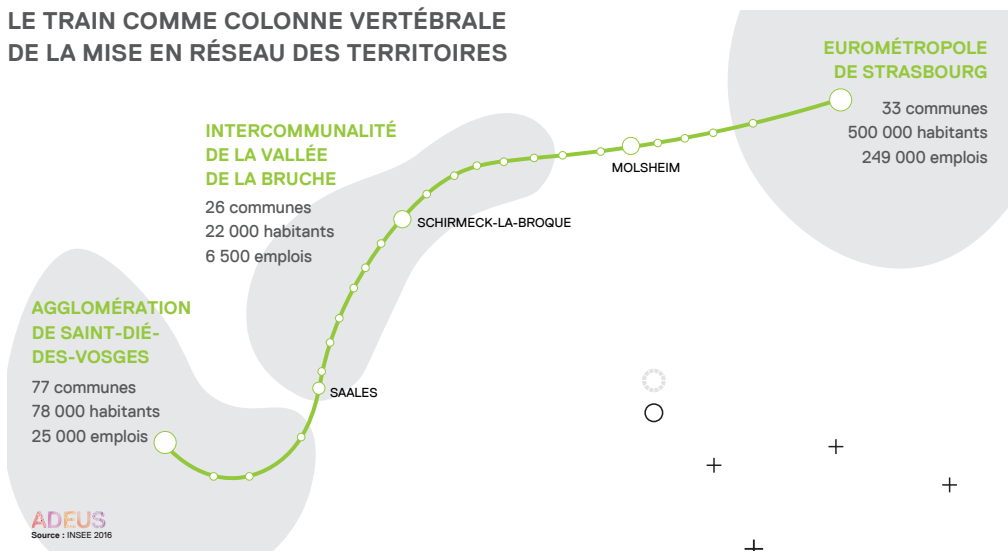 LE TRAIN COMME COLONNE VERTÉBRALE
DE LA MISE EN RÉSEAU DES TERRITOIRES
EUROMÉTROPOLE
DE STRASBOURG
33 communes
500 000 habitants
249 000 emplois
INTERCOMMUNALITÉ
DE LA VALLÉE
DE LA BRUCHE
26 communes
22 000 habitants
6 500 emplois
MOLSHEIM
SCHIRMECK-LA-BROQUE
AGGLOMÉRATION
DE SAINT-DIÉ-
DES-VOSGES
77 communes
78 000 habitants
25 000 emplois
SAALES
ADEUS
Source : INSEE 2016